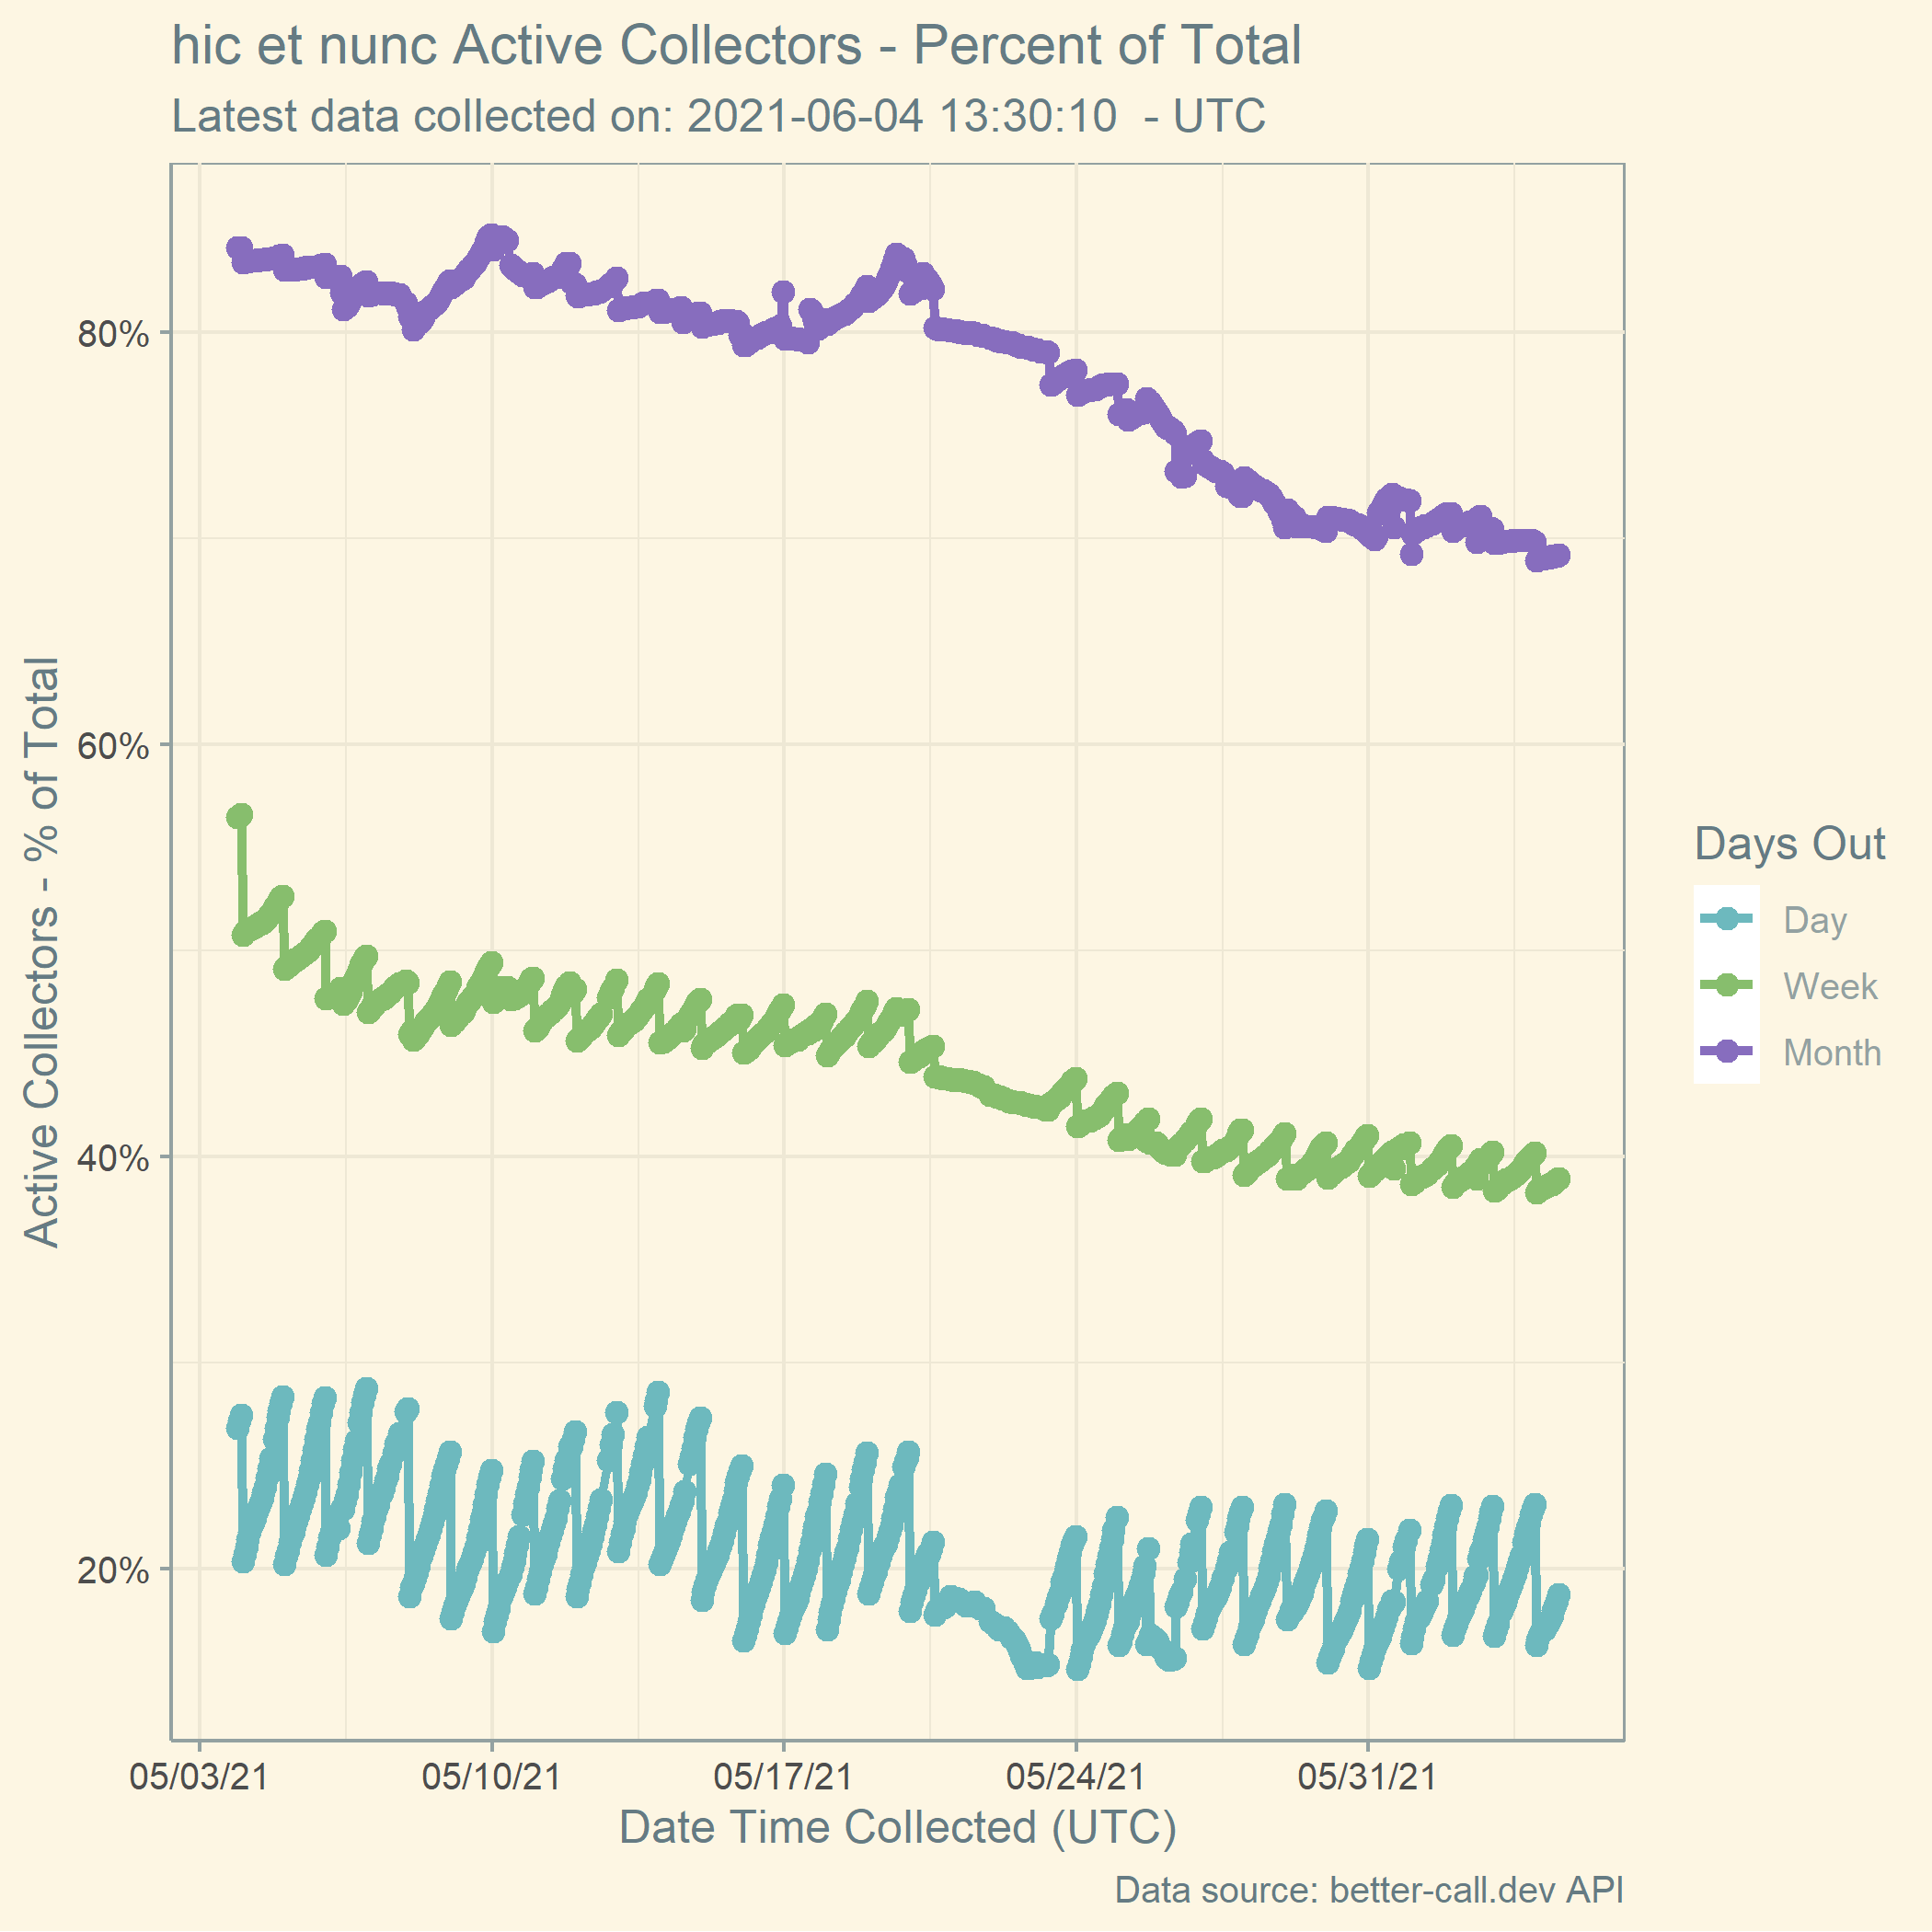 hic et nunc Active Collectors - Percent of Total
Latest data collected on: 2021-06-04 13:30:10  - UTC
Active Collectors - % of Total
80%
60%
40%
20%
05/03/21
05/10/21
05/17/21
05/24/21
05/31/21
Date Time Collected (UTC)
Days Out
Day
Week
Month
Data source: better-call.dev API